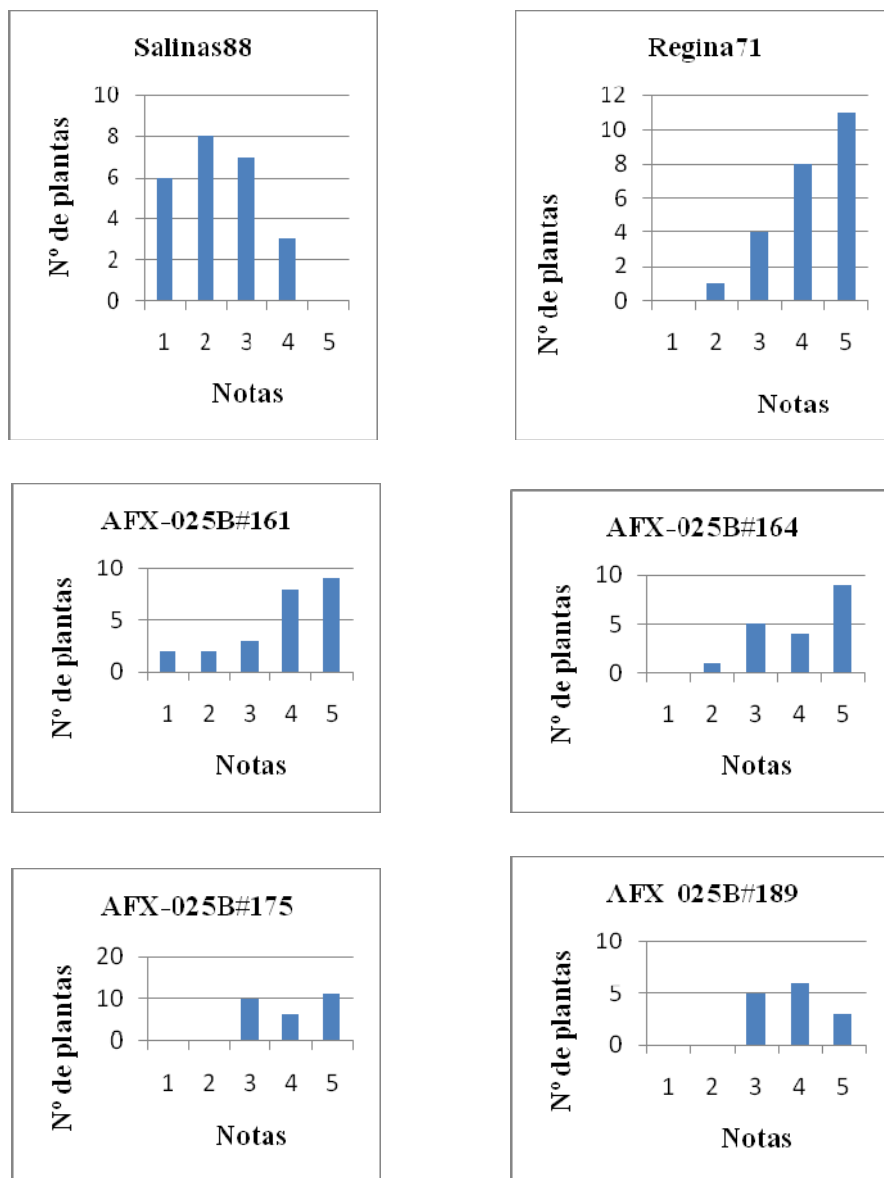 Salinas88
Nº de plantas
10
8
6
4
2
0
1 2 3 4 5
Notas
Regina71
Nº de plantas
12
10
8
6
4
2
0
1 2 3 4 5
Notas
AFX-025B#161
Nº de plantas
10
5
0
1 2 3 4 5
Notas
AFX-025B#164
Nº de plantas
10
5
0
1 2 3 4 5
Notas
AFX-025B#175
Nº de plantas
20
10
0
1 2 3 4 5
Notas
AFX 025B#189
Nº de plantas
10
5
0
1 2 3 4 5
Notas